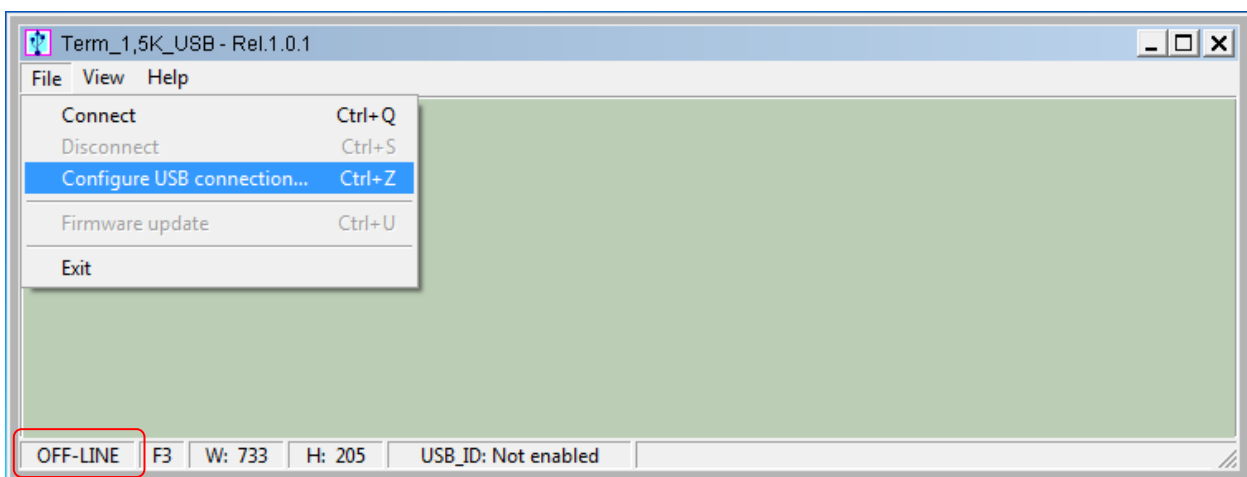 Term_1,5K_USB - Rel.1.0.1
File View Help
Connect Ctrl+Q
Disconnect Ctrl+S
Configure USB connection... Ctrl+Z
Firmware update Ctrl+U
Exit
OFF-LINE F3 W: 733 H: 205 USB_ID: Not enabled